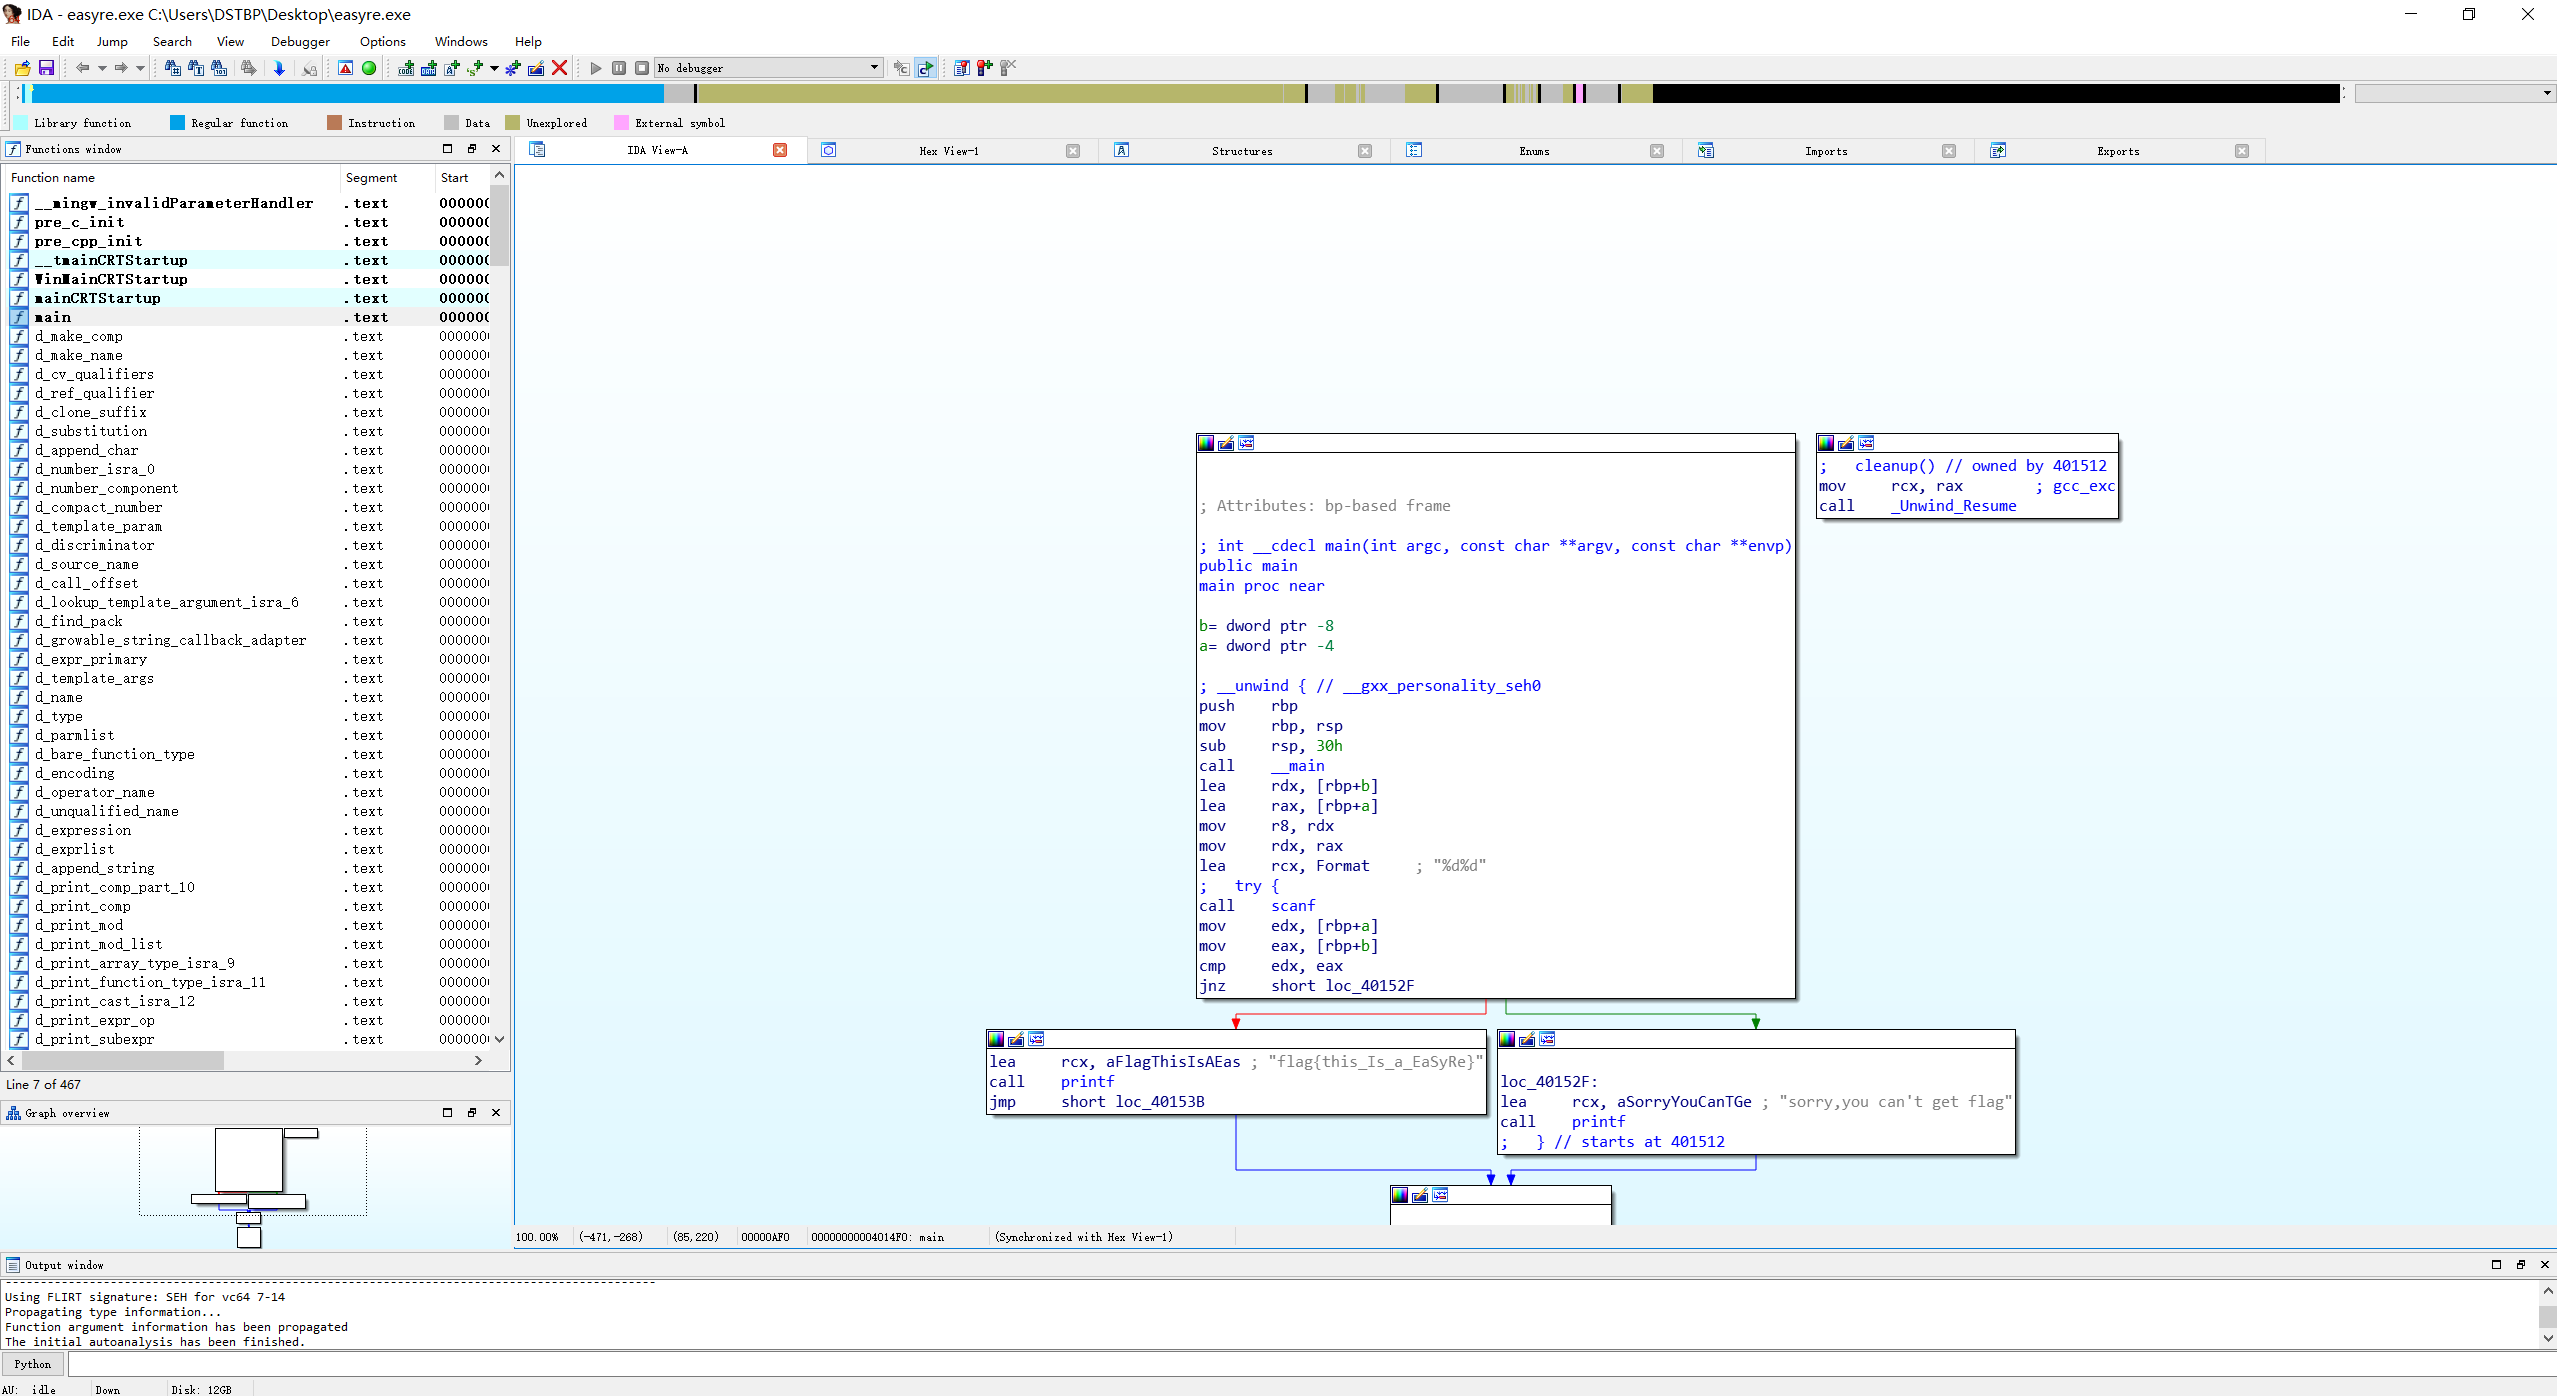 IDA - easyre.exe C:\Users\DSTBP\Desktop\easyre.exe
File Edit Jump Search View Debugger Options Windows Help
No debugger
Library function Regular function Instruction Data Unexplored External symbol
Functions window
IDA View-A Hex View-1 Structures Enums Imports Exports
Function name Segment Start
__mingw_invalidParameterHandler .text 000000
pre_c_init .text 000000
pre_cpp_init .text 000000
__tmainCRTStartup .text 000000
WinMainCRTStartup .text 000000
mainCRTStartup .text 000000
main .text 000000
d_make_comp .text 000000
d_make_name .text 000000
d_cv_qualifiers .text 000000
d_ref_qualifier .text 000000
d_clone_suffix .text 000000
d_substitution .text 000000
d_append_char .text 000000
d_number_isra_0 .text 000000
d_number_component .text 000000
d_compact_number .text 000000
d_template_param .text 000000
d_discriminator .text 000000
d_source_name .text 000000
d_call_offset .text 000000
d_lookup_template_argument_isra_6 .text 000000
d_find_pack .text 000000
d_growable_string_callback_adapter .text 000000
d_expr_primary .text 000000
d_template_args .text 000000
d_name .text 000000
d_type .text 000000
d_parmlist .text 000000
d_bare_function_type .text 000000
d_encoding .text 000000
d_operator_name .text 000000
d_unqualified_name .text 000000
d_expression .text 000000
d_exprlist .text 000000
d_append_string .text 000000
d_print_comp_part_10 .text 000000
d_print_comp .text 000000
d_print_mod .text 000000
d_print_mod_list .text 000000
d_print_array_type_isra_9 .text 000000
d_print_function_type_isra_11 .text 000000
d_print_cast_isra_12 .text 000000
d_print_expr_op .text 000000
d_print_subexpr .text 000000
Line 7 of 467
Graph overview
; Attributes: bp-based frame
; int __cdecl main(int argc, const char **argv, const char **envp)
public main
main proc near
b= dword ptr -8
a= dword ptr -4
; __unwind { // __gxx_personality_seh0
push rbp
mov rbp, rsp
sub rsp, 30h
call __main
lea rdx, [rbp+b]
lea rax, [rbp+a]
mov r8, rdx
mov rdx, rax
lea rcx, Format ; "%d%d"
; try {
call scanf
mov edx, [rbp+a]
mov eax, [rbp+b]
cmp edx, eax
jnz short loc_40152F
; cleanup() // owned by 401512
mov rcx, rax ; gcc_exc
call _Unwind_Resume
lea rcx, aFlagThisIsAEas ; "flag{this_Is_a_EaSyRe}"
call printf
jmp short loc_40153B
loc_40152F:
lea rcx, aSorryYouCanTGe ; "sorry,you can't get flag"
call printf
; } // starts at 401512
100.00% (-471,-268) (85,220) 00000AF0 00000000004014F0: main (Synchronized with Hex View-1)
Output window
Using FLIRT signature: SEH for vc64 7-14
Propagating type information...
Function argument information has been propagated
The initial autoanalysis has been finished.
Python
AU: idle Down Disk: 12GB